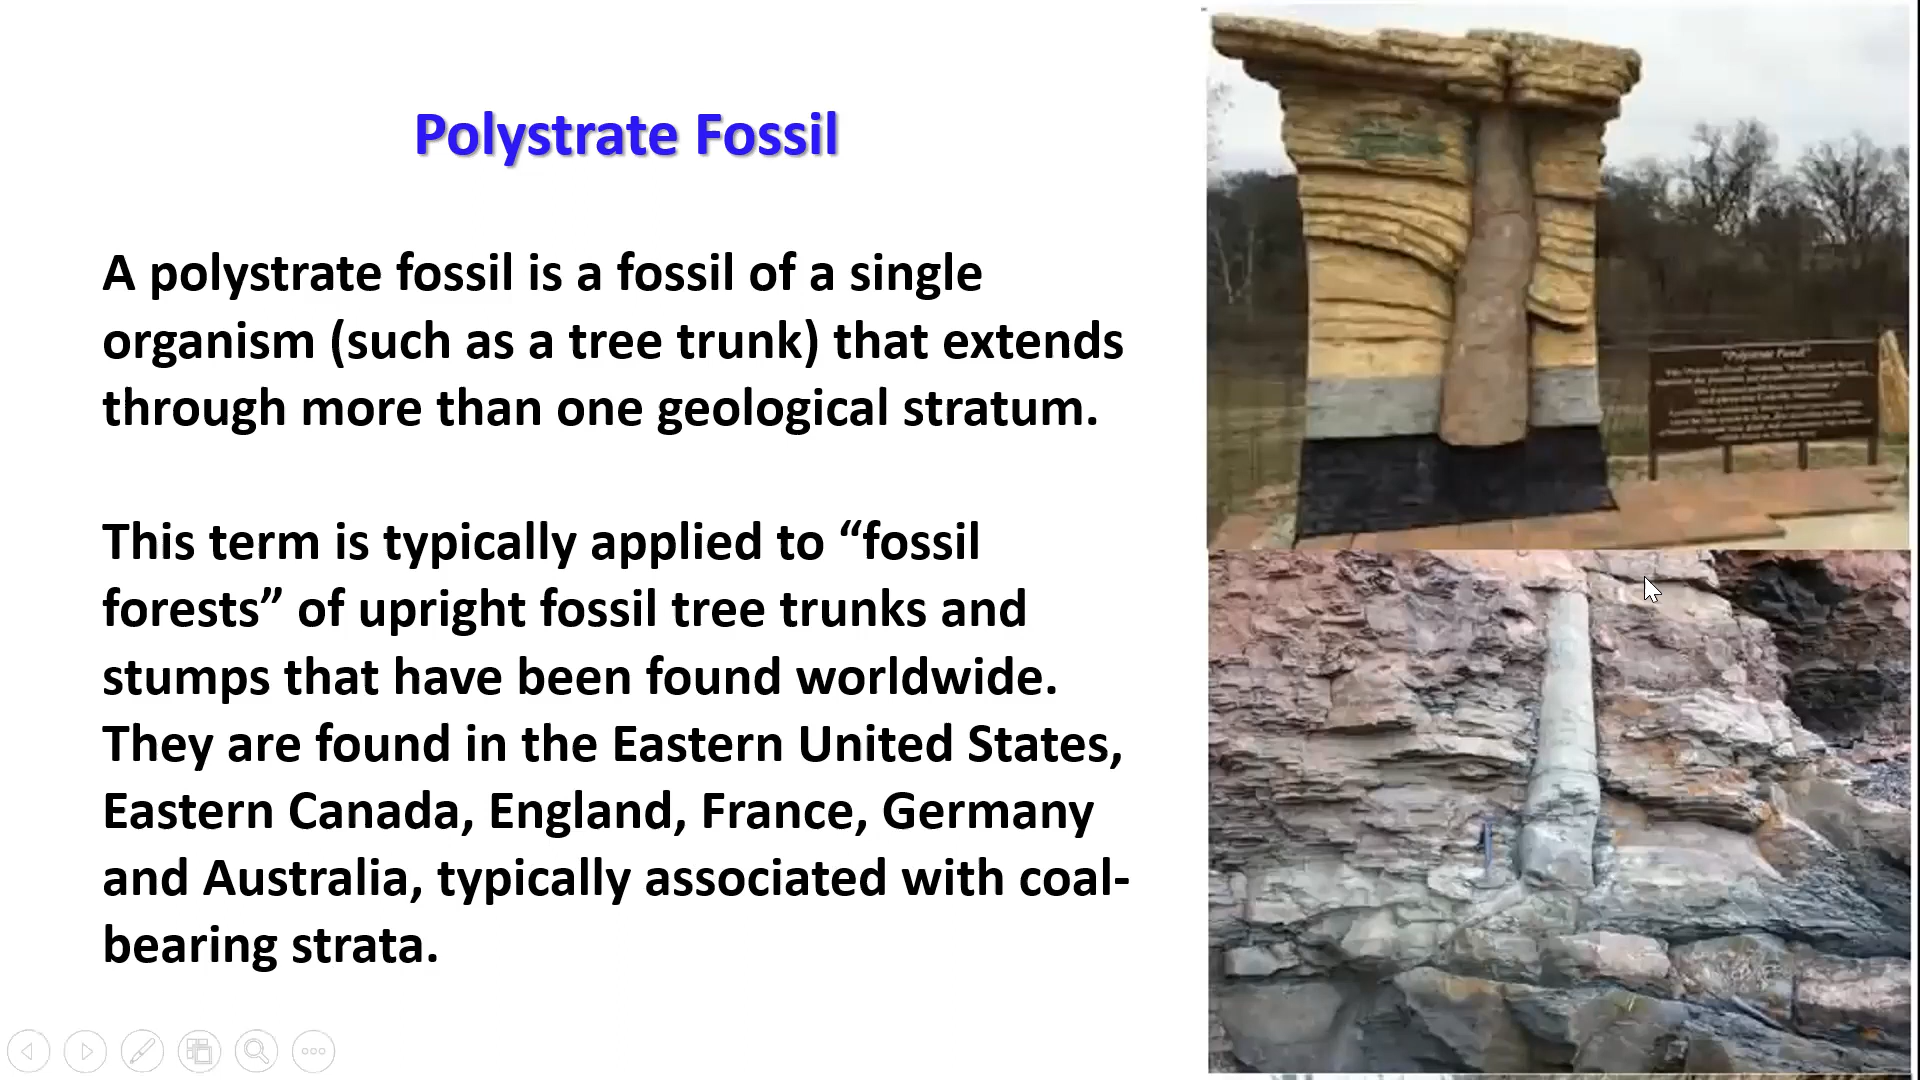 Polystrate Fossil
A polystrate fossil is a fossil of a single
organism (such as a tree trunk) that extends
through more than one geological stratum.
This term is typically applied to “fossil
forests” of upright fossil tree trunks and
stumps that have been found worldwide.
They are found in the Eastern United States,
Eastern Canada, England, France, Germany
and Australia, typically associated with coal-
bearing strata.